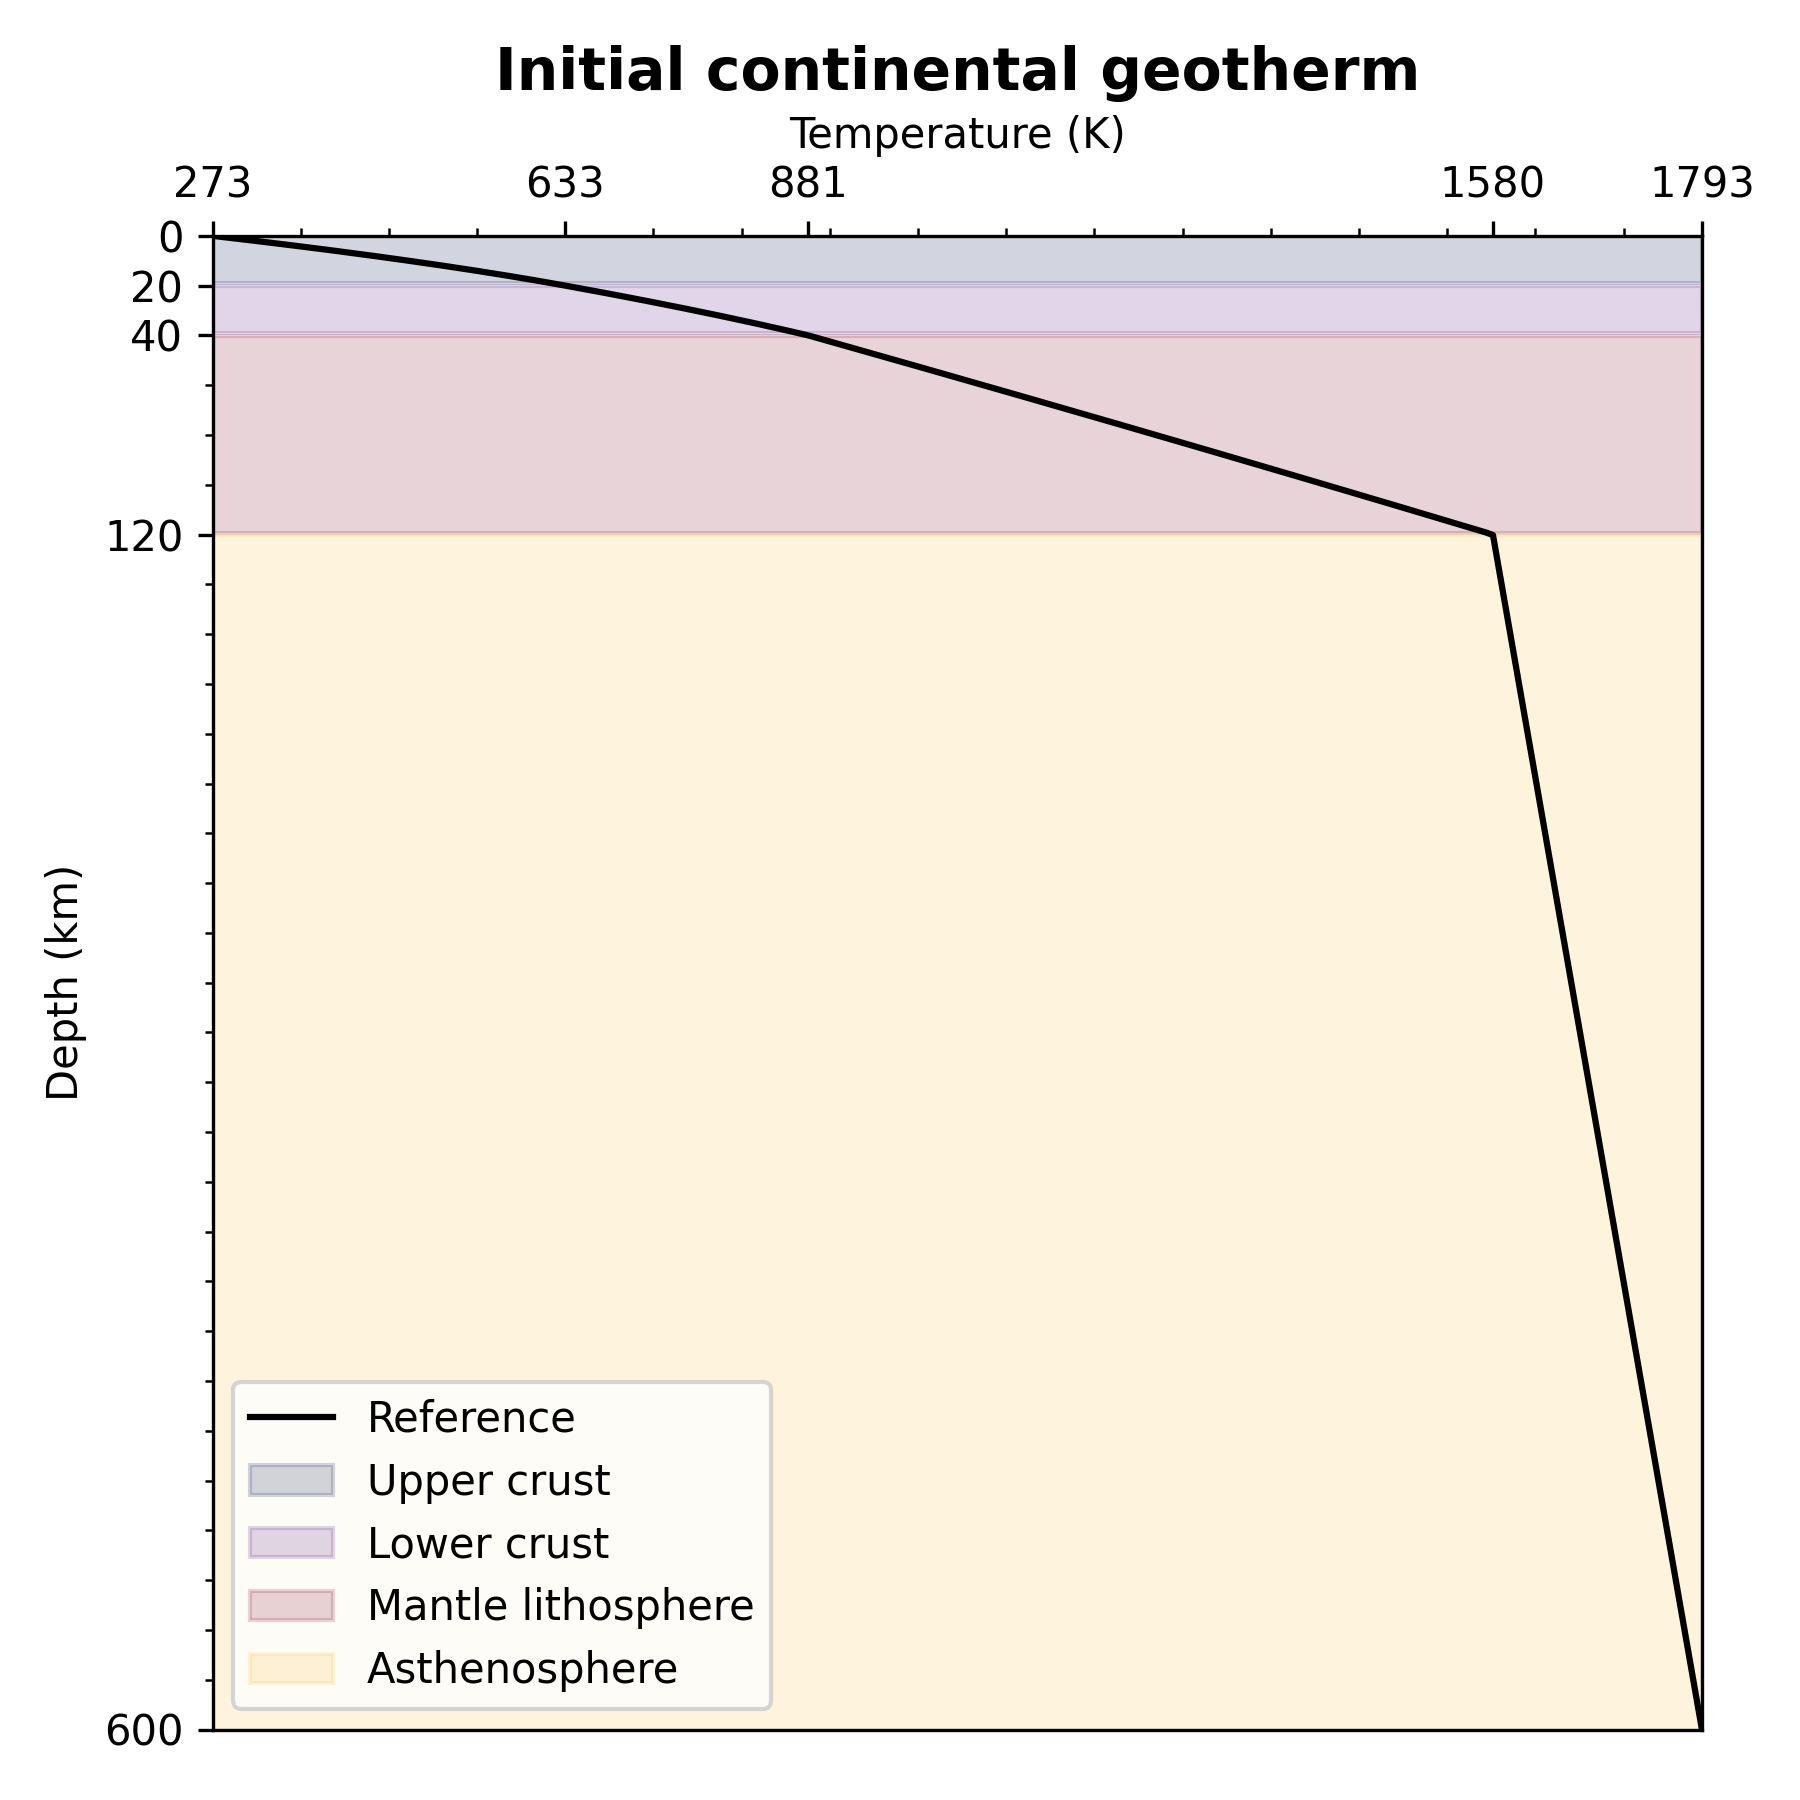 Initial continental geotherm
Temperature (K)
273 633 881 1580 1793
0
20
40
120
600
Depth (km)
Reference
Upper crust
Lower crust
Mantle lithosphere
Asthenosphere